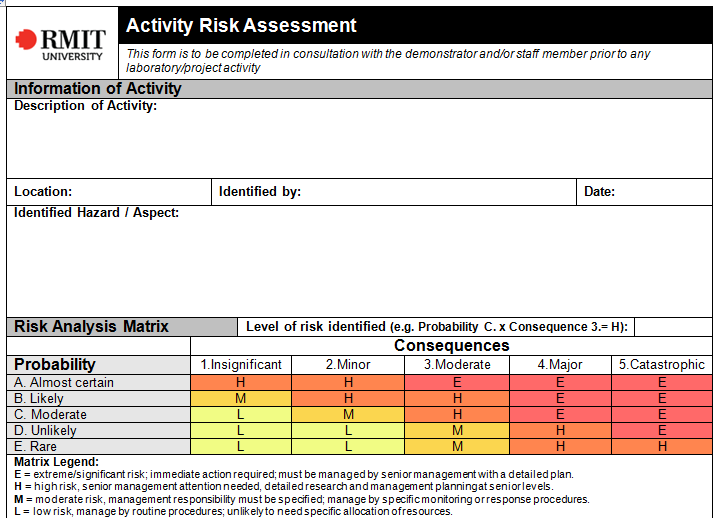 RMIT
UNIVERSITY
Activity Risk Assessment
This form is to be completed in consultation with the demonstrator and/or staff member prior to any
laboratory/project activity
Information of Activity
Description of Activity:
Location: Identified by: Date:
Identified Hazard / Aspect:
Risk Analysis Matrix Level of risk identified (e.g. Probability C. x Consequence 3.= H):
Consequences
Probability 1.Insignificant 2.Minor 3.Moderate 4.Major 5.Catastrophic
A. Almost certain H H E E E
B. Likely M H H E E
C. Moderate L M H E E
D. Unlikely L L M H E
E. Rare L L M H H
Matrix Legend:
E = extreme/significant risk; immediate action required; must be managed by senior management with a detailed plan.
H = high risk, senior management attention needed, detailed research and management planning at senior levels.
M = moderate risk, management responsibility must be specified; manage by specific monitoring or response procedures.
L = low risk, manage by routine procedures; unlikely to need specific allocation of resources.